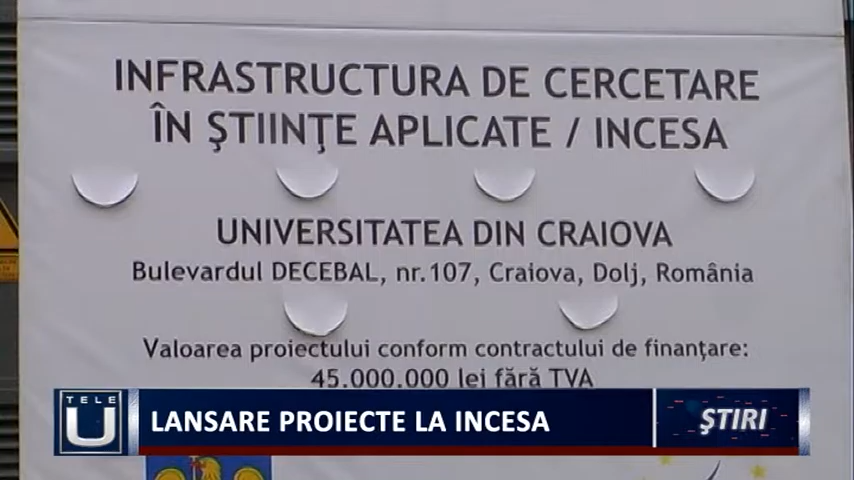 INFRASTRUCTURA DE CERCETARE
ÎN ŞTIINŢE APLICATE / INCESA
UNIVERSITATEA DIN CRAIOVA
Bulevardul DECEBAL, nr.107, Craiova, Dolj, România
Valoarea proiectului conform contractului de finanţare:
45.000.000 lei fără TVA
TELE
U
LANSARE PROIECTE LA INCESA
ŞTIRI